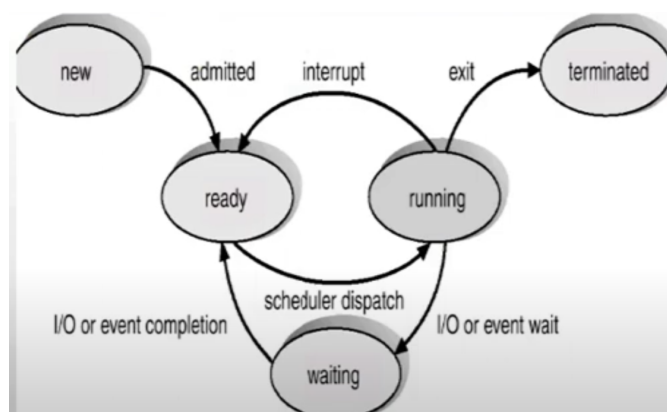 new
admitted
interrupt
exit
terminated
ready
running
scheduler dispatch
I/O or event completion
I/O or event wait
waiting